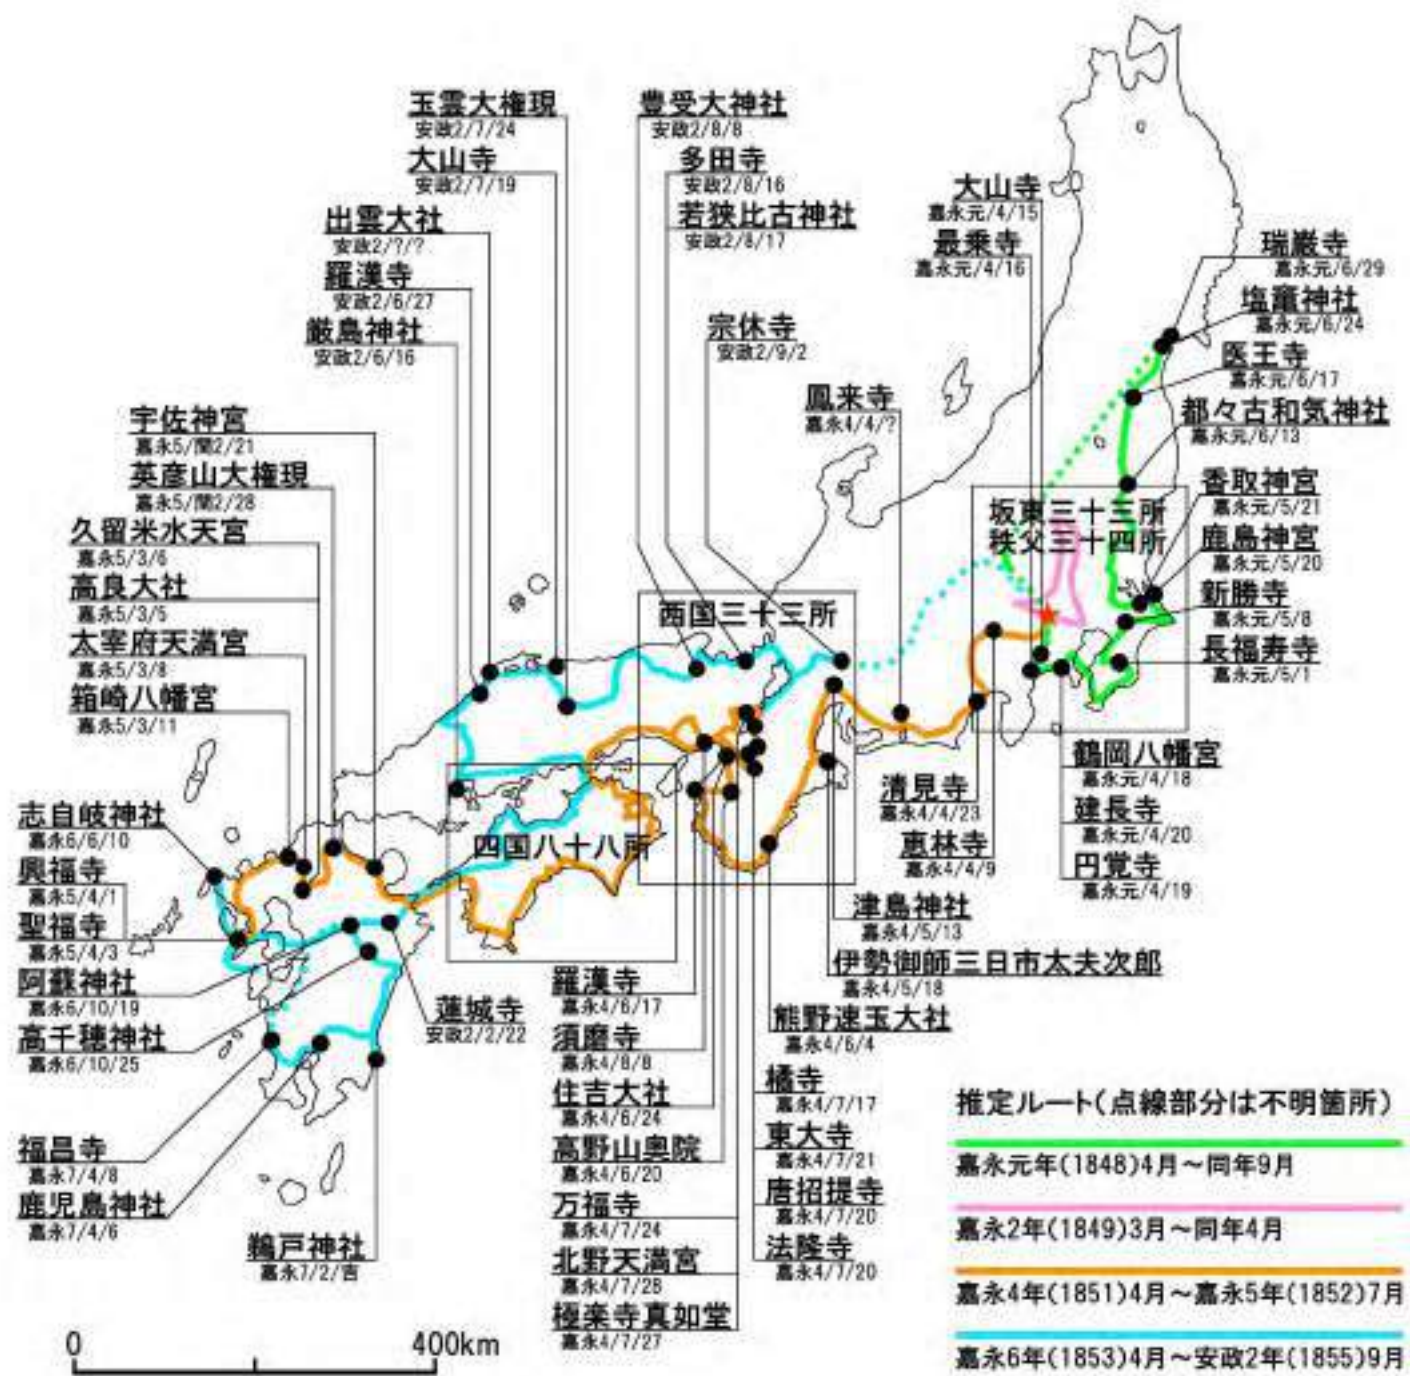 玉雲大権現
安政2/7/24
大山寺
安政2/7/19
出雲大社
安政2/?/?
羅漢寺
安政2/6/27
厳島神社
安政2/6/16
豊受大神社
安政2/8/8
多田寺
安政2/8/16
若狭比古神社
安政2/8/17
宗休寺
安政2/9/2
鳳来寺
嘉永4/4/?
大山寺
嘉永元/4/15
最乗寺
嘉永元/4/16
瑞巌寺
嘉永元/6/29
塩竈神社
嘉永元/6/24
医王寺
嘉永元/6/17
都々古和気神社
嘉永元/6/13
香取神宮
嘉永元/5/21
鹿島神宮
嘉永元/5/20
新勝寺
嘉永元/5/8
長福寿寺
嘉永元/5/1
坂東三十三所
秩父三十四所
西国三十三所
四国八十八所
宇佐神宮
嘉永5/閏2/21
英彦山大権現
嘉永5/閏2/28
久留米水天宮
嘉永5/3/6
高良大社
嘉永5/3/5
太宰府天満宮
嘉永5/3/8
箱崎八幡宮
嘉永5/3/11
志自岐神社
嘉永6/6/10
興福寺
嘉永5/4/1
聖福寺
嘉永5/4/3
阿蘇神社
嘉永6/10/19
高千穂神社
嘉永6/10/25
福昌寺
嘉永7/4/8
鹿児島神社
嘉永7/4/6
鵜戸神社
嘉永7/2/吉
蓮城寺
安政2/2/22
鶴岡八幡宮
嘉永元/4/18
建長寺
嘉永元/4/20
円覚寺
嘉永元/4/19
清見寺
嘉永4/4/23
恵林寺
嘉永4/4/9
津島神社
嘉永4/5/13
伊勢御師三日市太夫次郎
嘉永4/5/18
熊野速玉大社
嘉永4/6/4
羅漢寺
嘉永4/6/17
須磨寺
嘉永4/8/8
住吉大社
嘉永4/6/24
高野山奥院
嘉永4/6/20
万福寺
嘉永4/7/24
北野天満宮
嘉永4/7/28
極楽寺真如堂
嘉永4/7/27
橘寺
嘉永4/7/17
東大寺
嘉永4/7/21
唐招提寺
嘉永4/7/20
法隆寺
嘉永4/7/20
推定ルート(点線部分は不明箇所)
嘉永元年(1848)4月～同年9月
嘉永2年(1849)3月～同年4月
嘉永4年(1851)4月～嘉永5年(1852)7月
嘉永6年(1853)4月～安政2年(1855)9月
0 400km